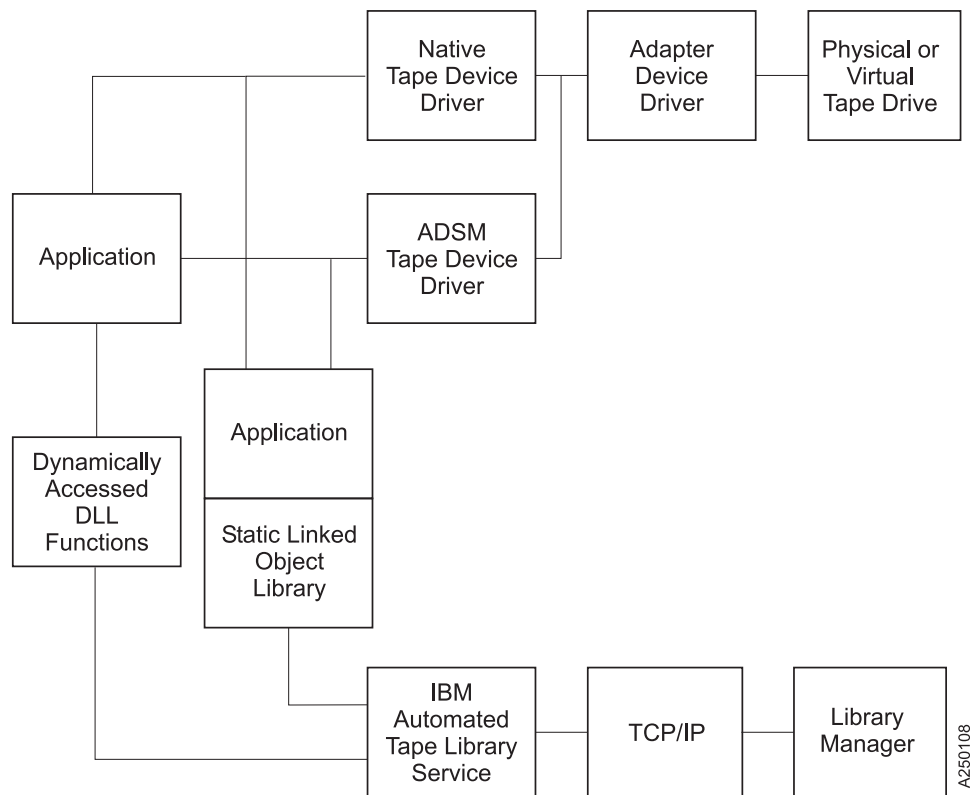 Native
Tape Device
Driver
Adapter
Device
Driver
Physical or
Virtual
Tape Drive
Application
ADSM
Tape Device
Driver
Application
Dynamically
Accessed
DLL
Functions
Static Linked
Object
Library
IBM
Automated
Tape Library
Service
TCP/IP
Library
Manager
A250108